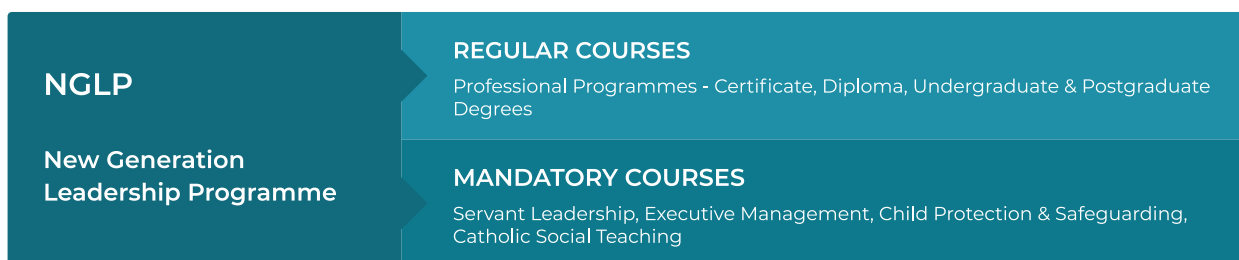 NGLP
New Generation
Leadership Programme
REGULAR COURSES
Professional Programmes - Certificate, Diploma, Undergraduate & Postgraduate
Degrees
MANDATORY COURSES
Servant Leadership, Executive Management, Child Protection & Safeguarding,
Catholic Social Teaching